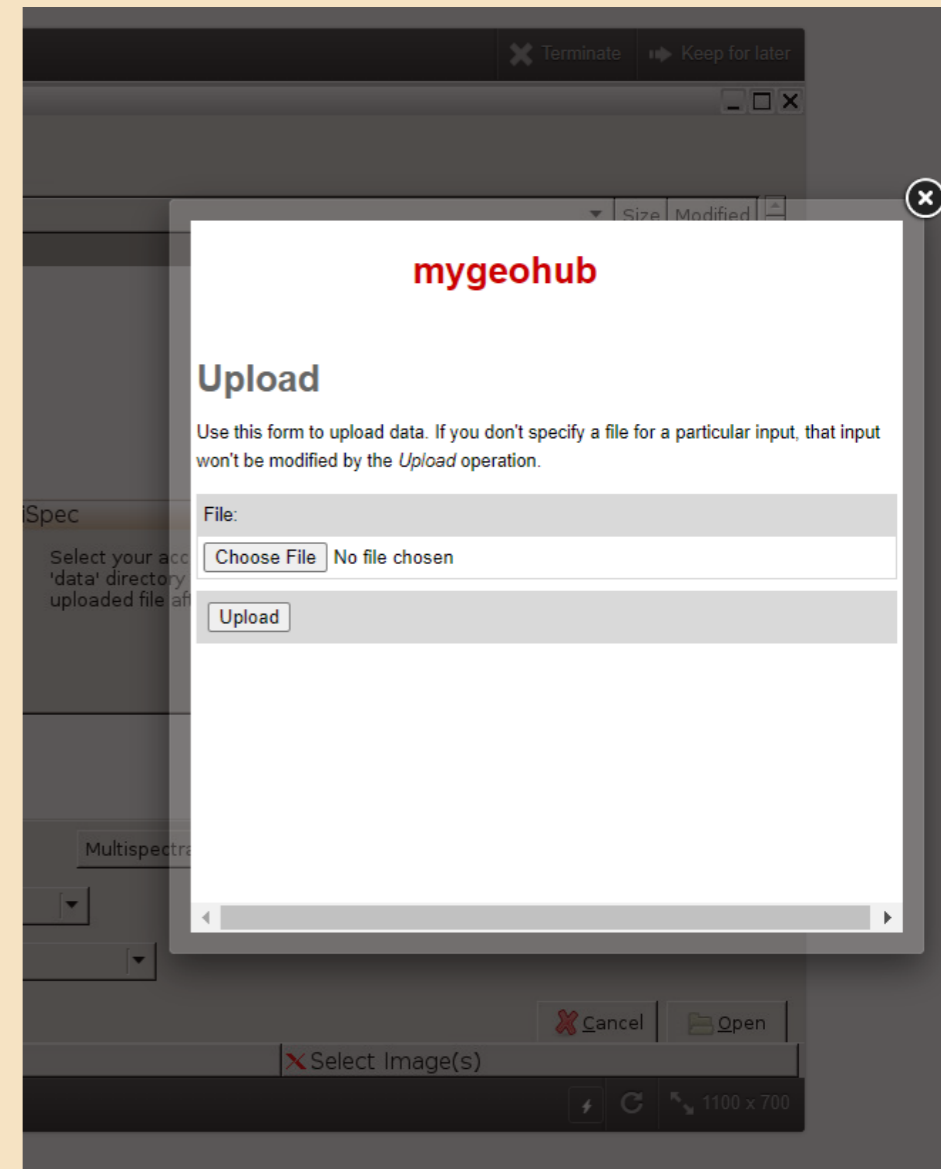 Terminate Keep for later
Size Modified
mygeohub
Upload
Use this form to upload data. If you don't specify a file for a particular input, that input
won't be modified by the Upload operation.
File:
Choose File No file chosen
Upload
iSpec
Select your acc
'data' directory
uploaded file af
Multispectra
Cancel Open
Select Image(s)
1100 x 700